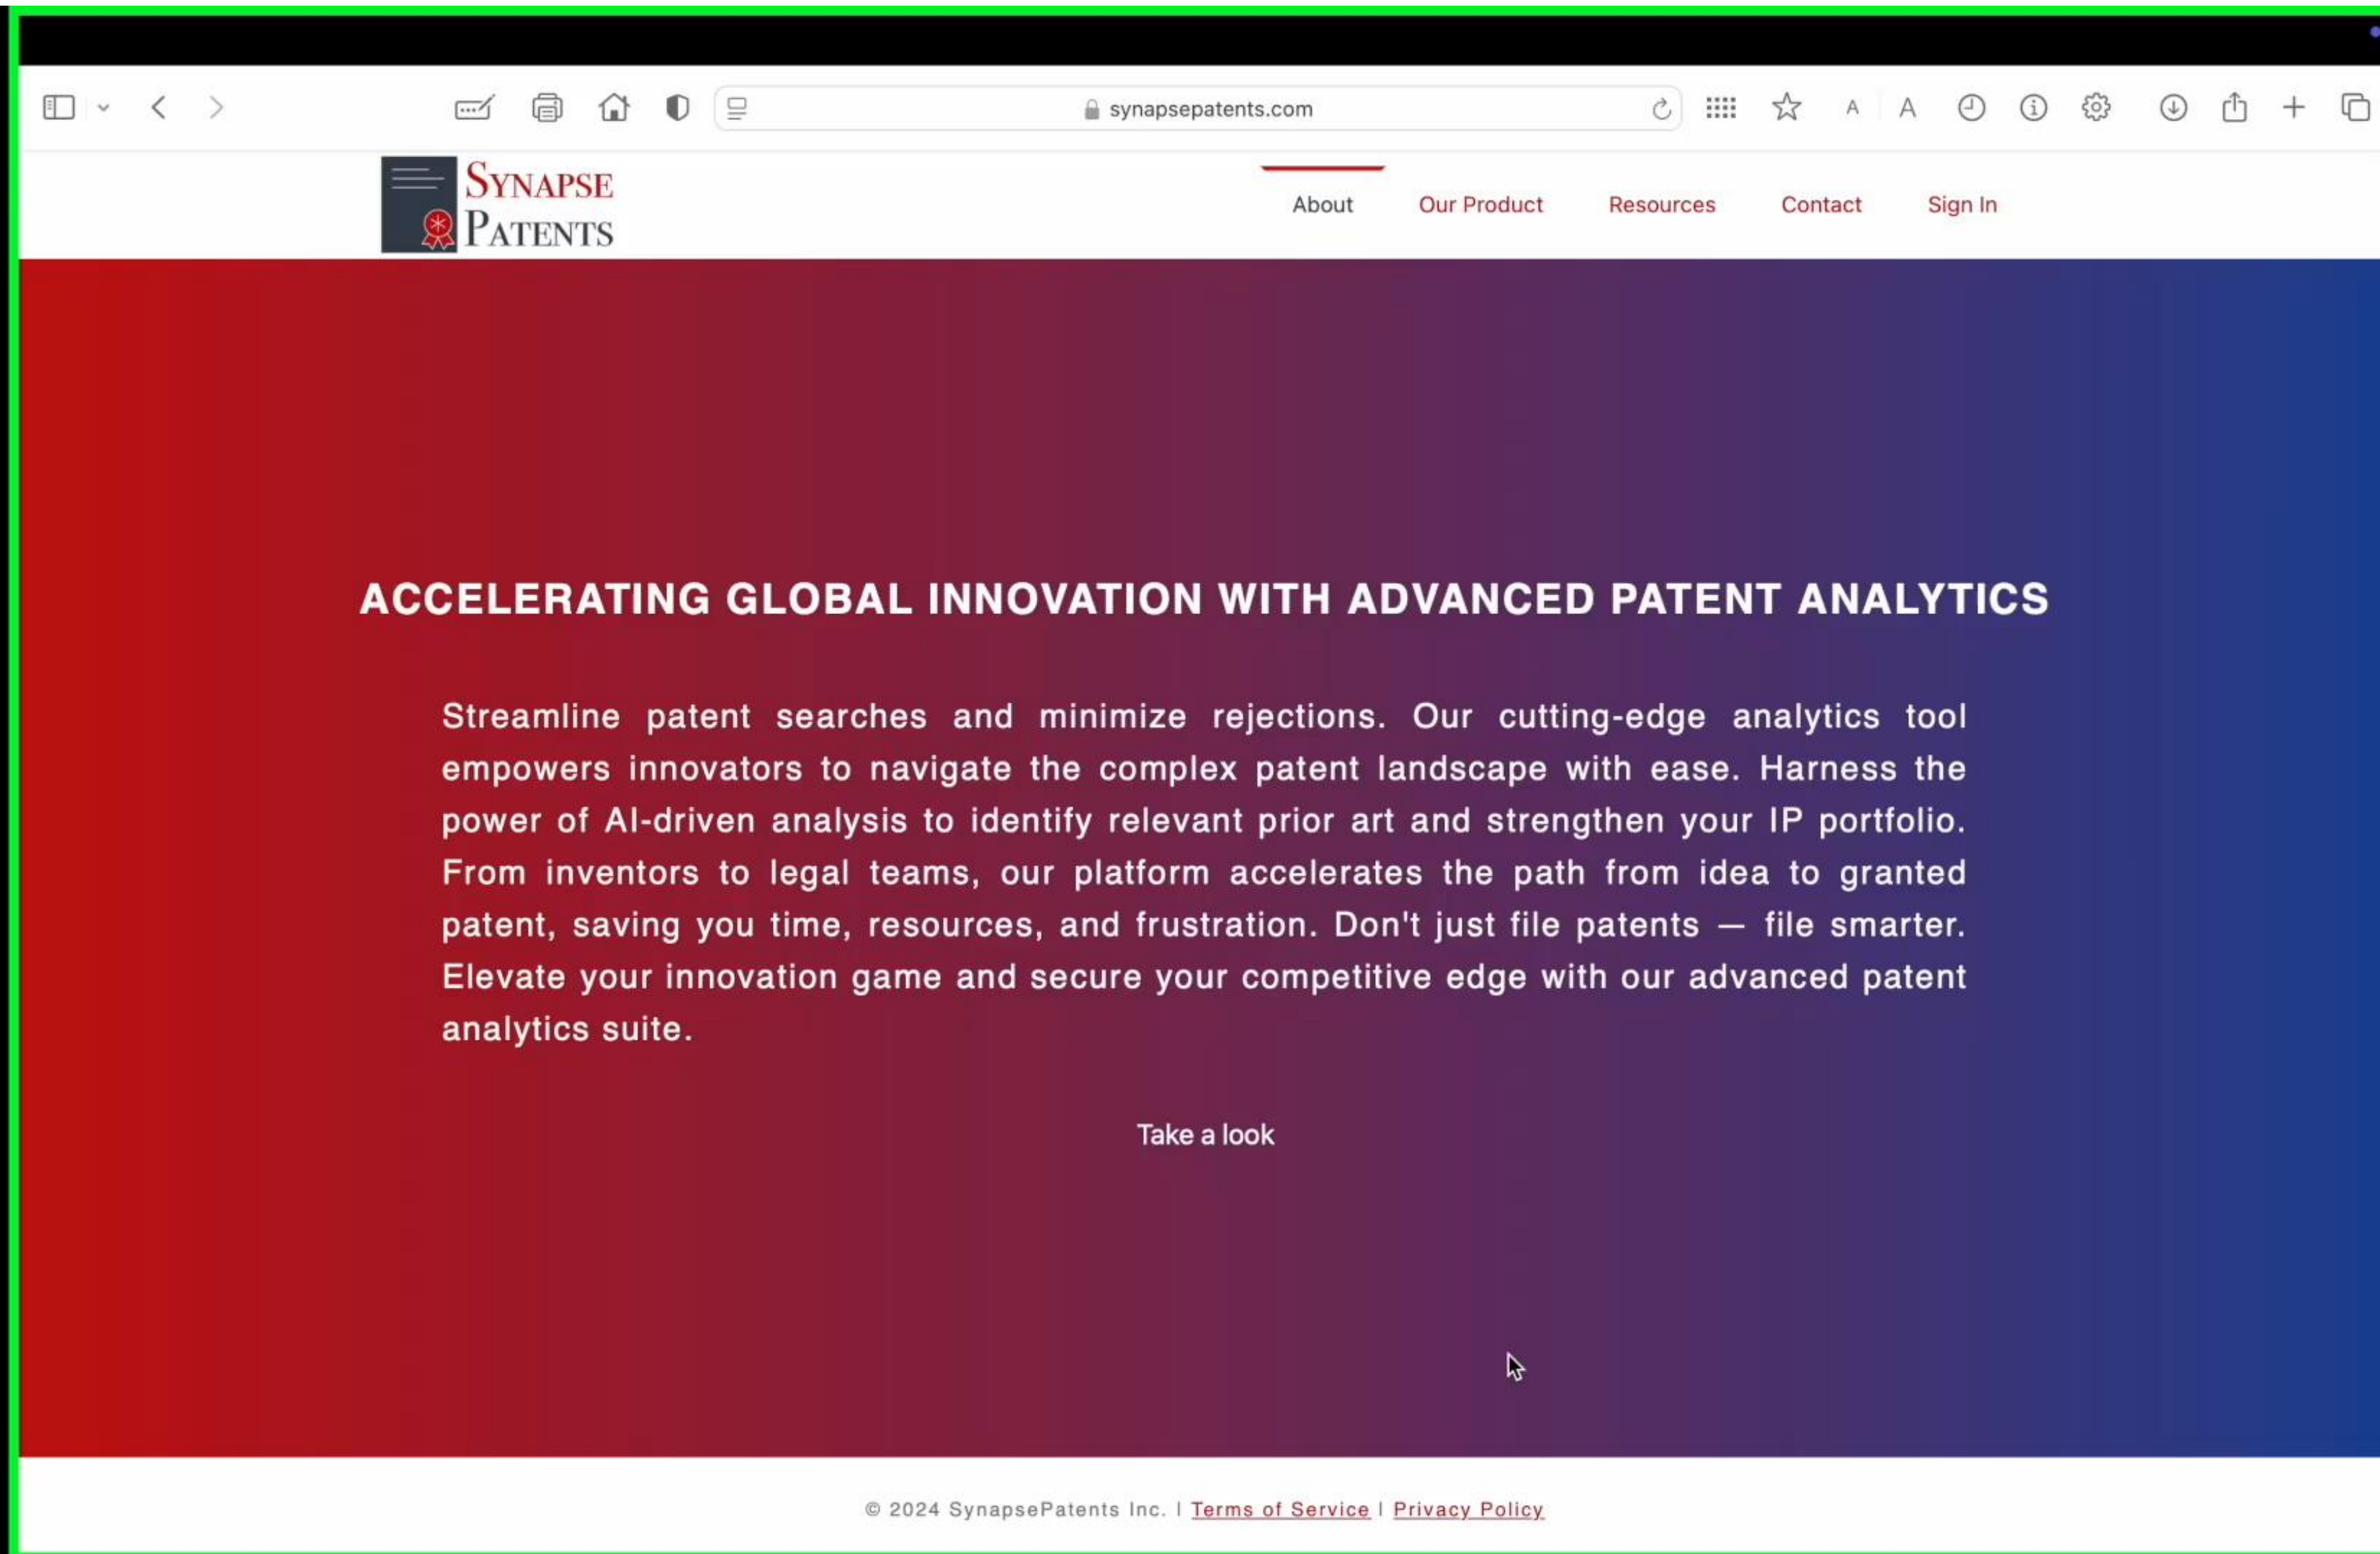 synapsepatents.com
A A
SYNAPSE
PATENTS
About Our Product Resources Contact Sign In
ACCELERATING GLOBAL INNOVATION WITH ADVANCED PATENT ANALYTICS
Streamline patent searches and minimize rejections. Our cutting-edge analytics tool
empowers innovators to navigate the complex patent landscape with ease. Harness the
power of AI-driven analysis to identify relevant prior art and strengthen your IP portfolio.
From inventors to legal teams, our platform accelerates the path from idea to granted
patent, saving you time, resources, and frustration. Don't just file patents — file smarter.
Elevate your innovation game and secure your competitive edge with our advanced patent
analytics suite.
Take a look
© 2024 SynapsePatents Inc. | Terms of Service | Privacy Policy